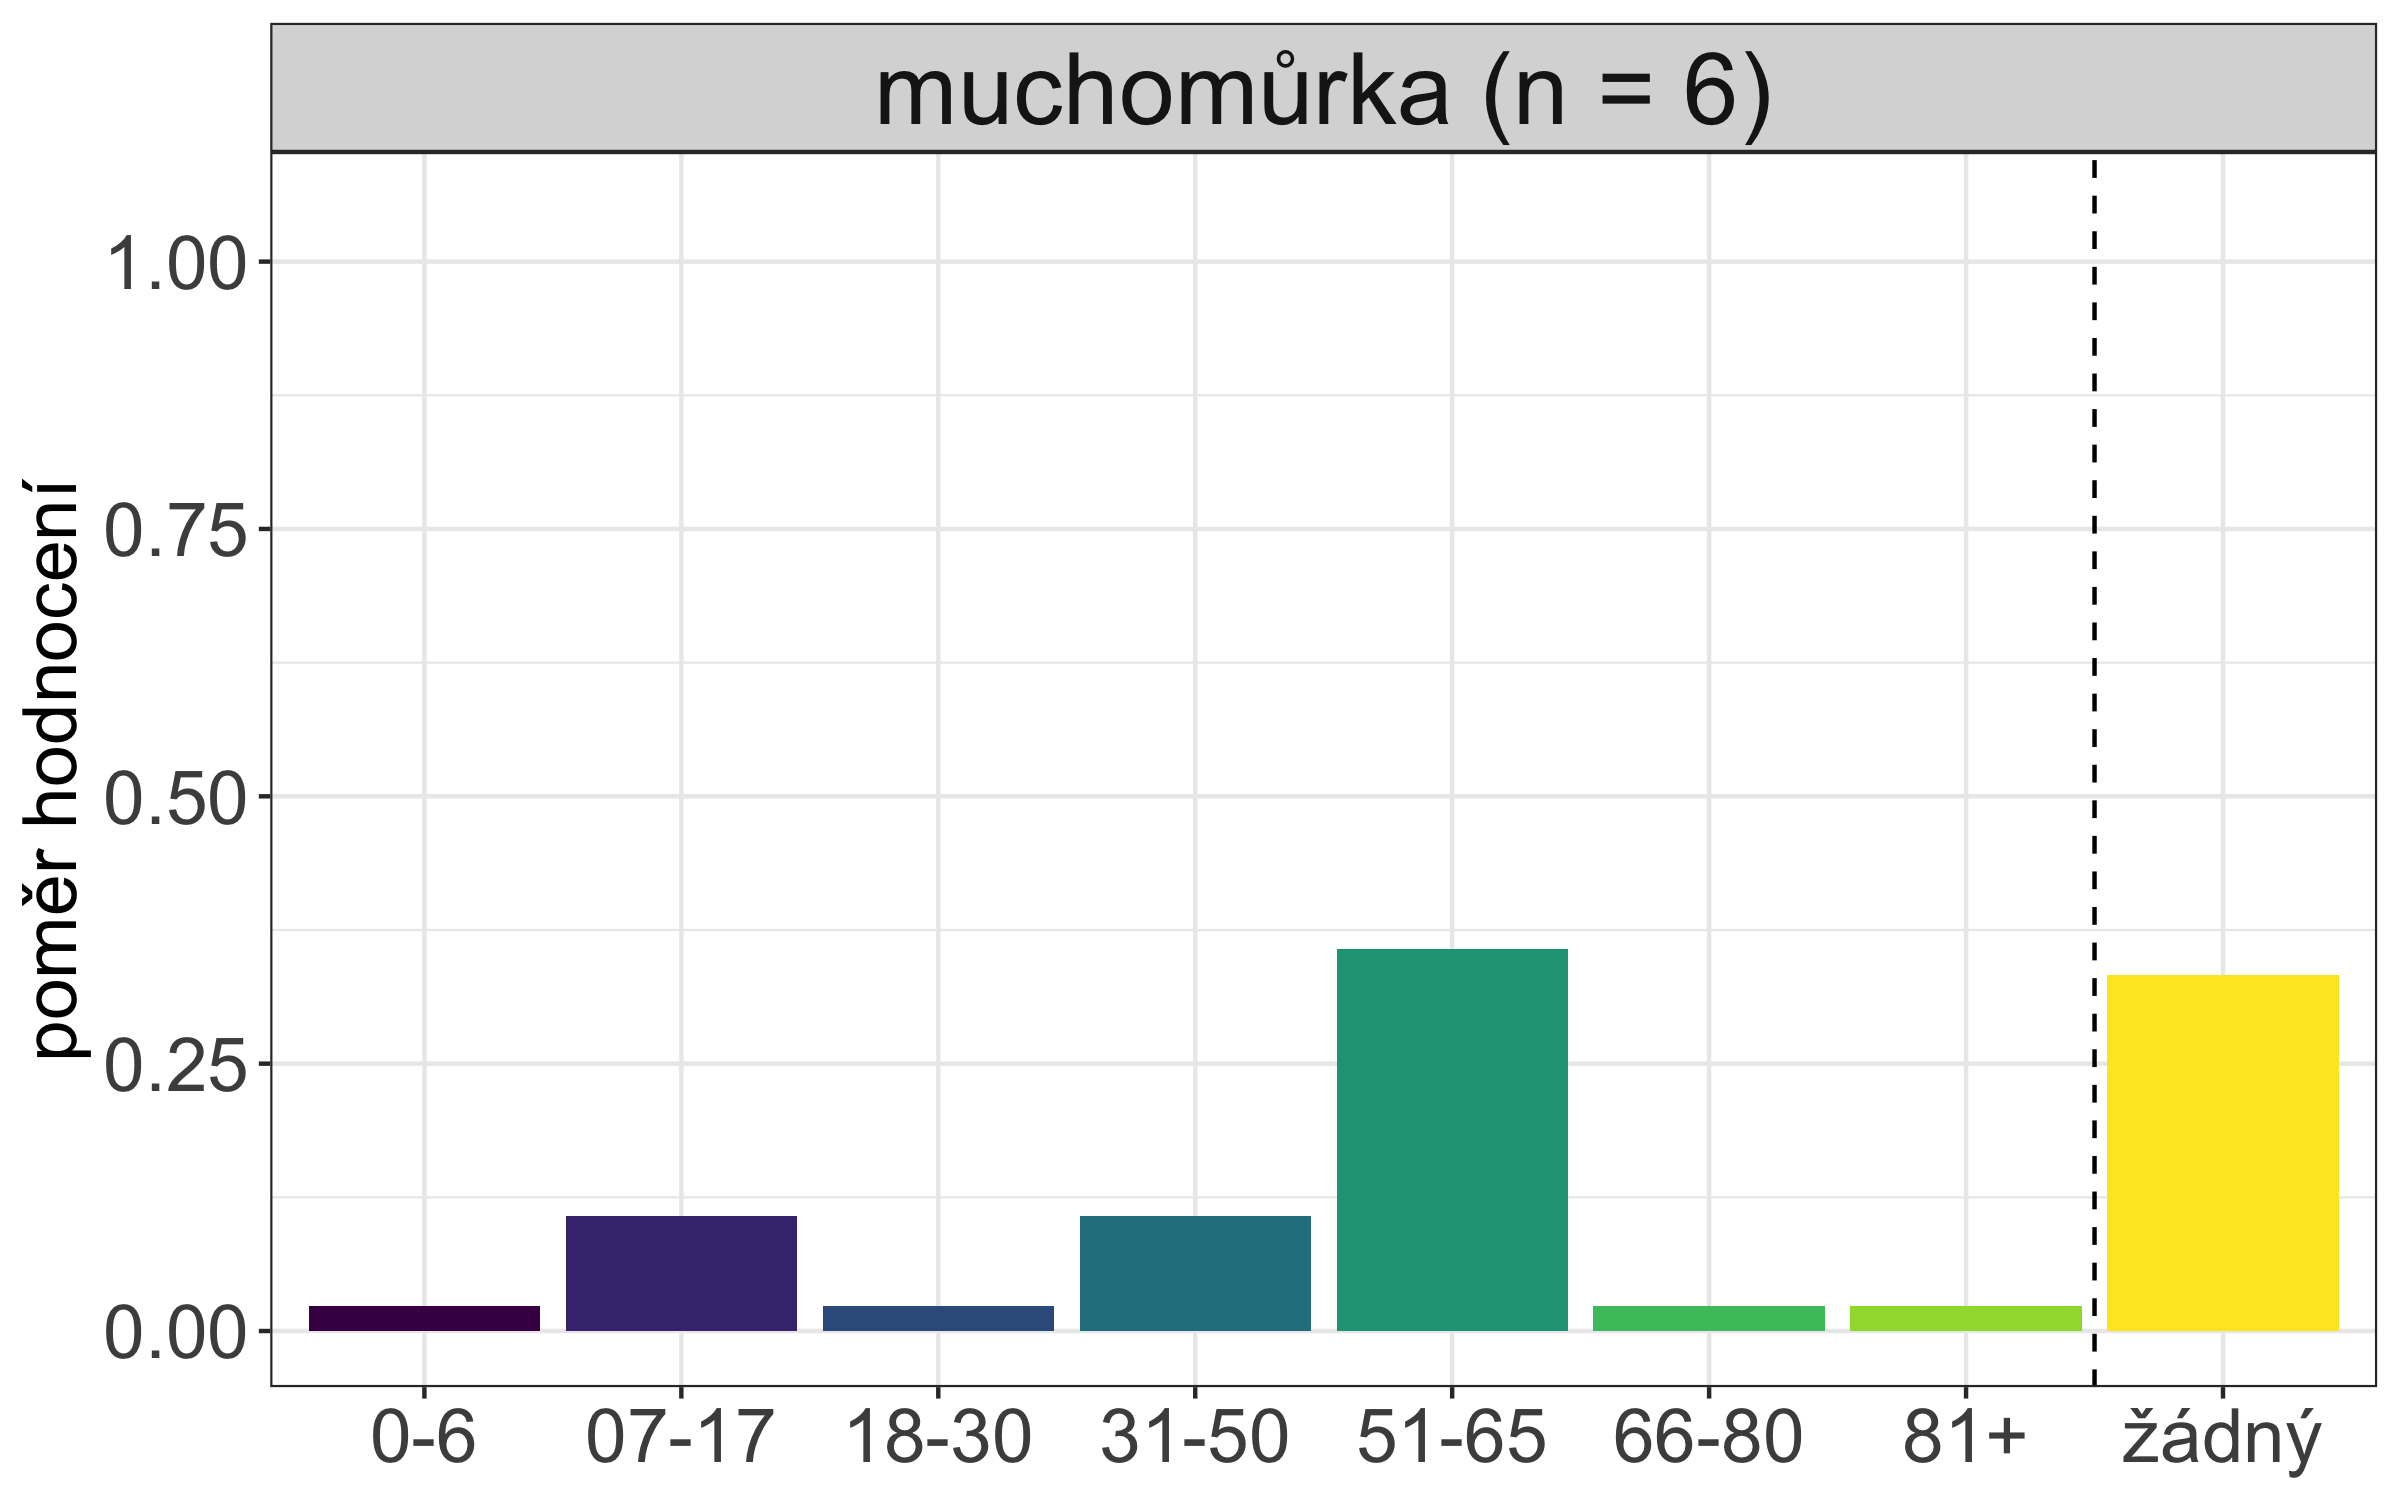 muchomůrka (n = 6)
poměr hodnocení
1.00
0.75
0.50
0.25
0.00
0-6 07-17 18-30 31-50 51-65 66-80 81+ žádný